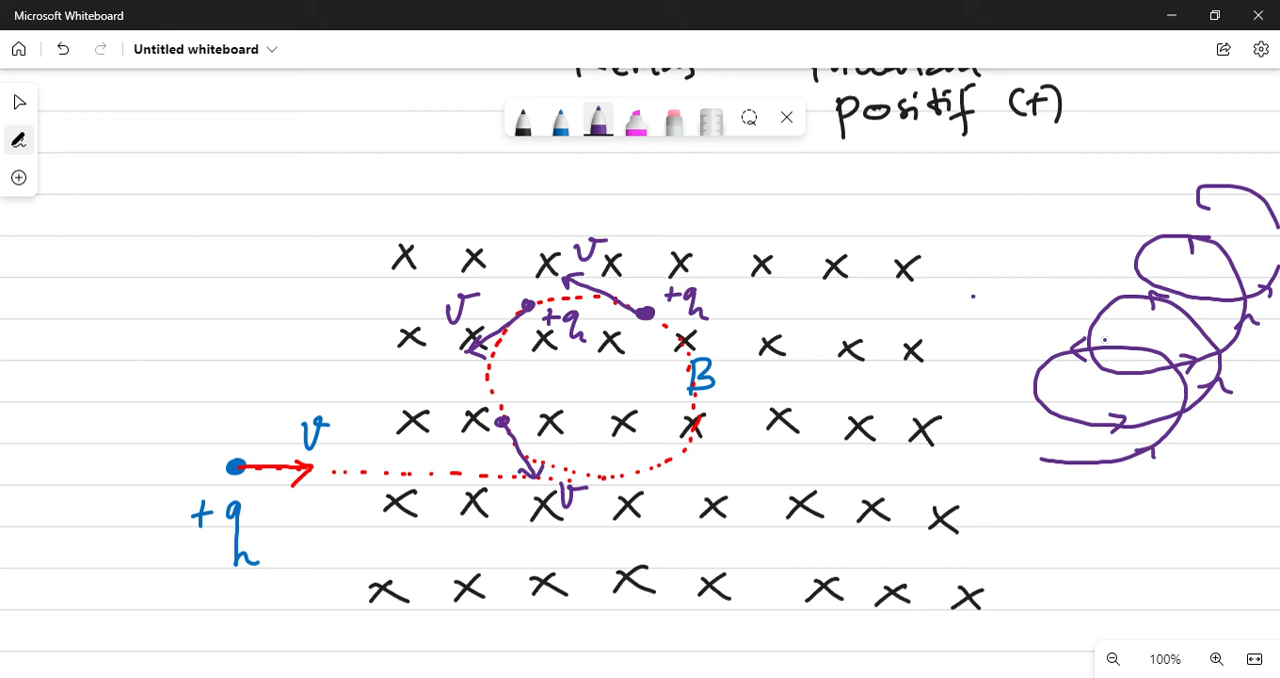 Microsoft Whiteboard
Untitled whiteboard
positif (+)
x x x v x x x x x
v +q +q
x x x x x x x x
B
x x x x x x x x
v
x x x v x x x x x
+q
x x x x x x x x
100%